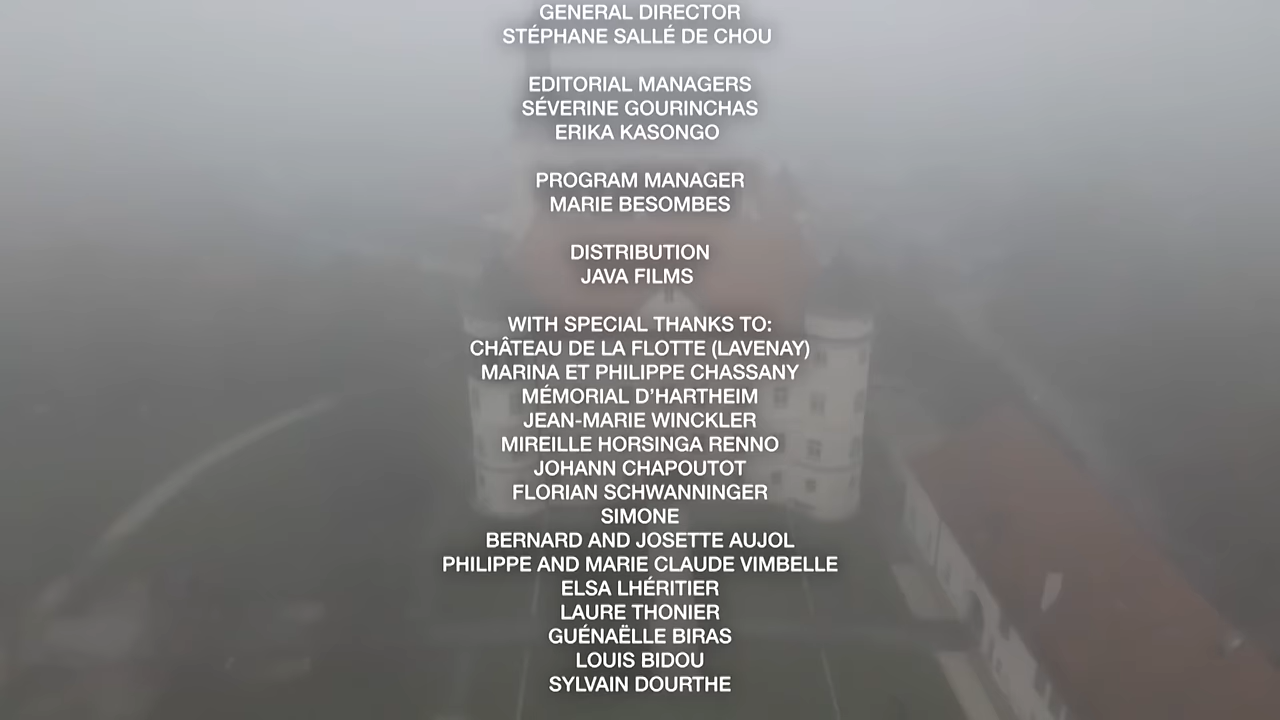 GENERAL DIRECTOR
STÉPHANE SALLÉ DE CHOU
EDITORIAL MANAGERS
SÉVERINE GOURINCHAS
ERIKA KASONGO
PROGRAM MANAGER
MARIE BESOMBES
DISTRIBUTION
JAVA FILMS
WITH SPECIAL THANKS TO:
CHÂTEAU DE LA FLOTTE (LAVENAY)
MARINA ET PHILIPPE CHASSANY
MÉMORIAL D'HARTHEIM
JEAN-MARIE WINCKLER
MIREILLE HORSINGA RENNO
JOHANN CHAPOUTOT
FLORIAN SCHWANNINGER
SIMONE
BERNARD AND JOSETTE AUJOL
PHILIPPE AND MARIE CLAUDE VIMBELLE
ELSA LHÉRITIER
LAURE THONIER
GUÉNAËLLE BIRAS
LOUIS BIDOU
SYLVAIN DOURTHE